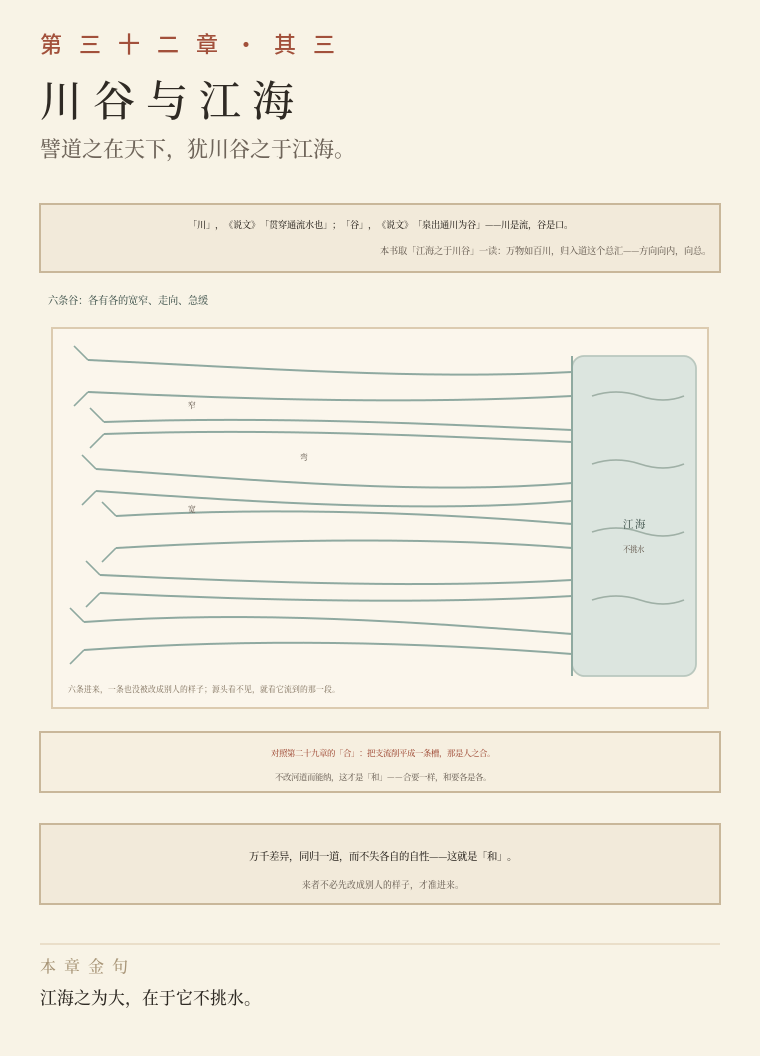 第三十二章·其三
川谷与江海
譬道之在天下，犹川谷之于江海。
「川」，《说文》「贯穿通流水也」；「谷」，《说文》「泉出通川为谷」——川是流，谷是口。
本书取「江海之于川谷」一读：万物如百川，归入道这个总汇——方向向内，向总。
六条谷：各有各的宽窄、走向、急缓
窄
弯
宽
江海
不挑水
六条进来，一条也没被改成别人的样子；源头看不见，就看它流到的那一段。
对照第二十九章的「合」：把支流削平成一条槽，那是人之合。
不改河道而能纳，这才是「和」——合要一样，和要各是各。
万千差异，同归一道，而不失各自的自性——这就是「和」。
来者不必先改成别人的样子，才准进来。
本章金句
江海之为大，在于它不挑水。